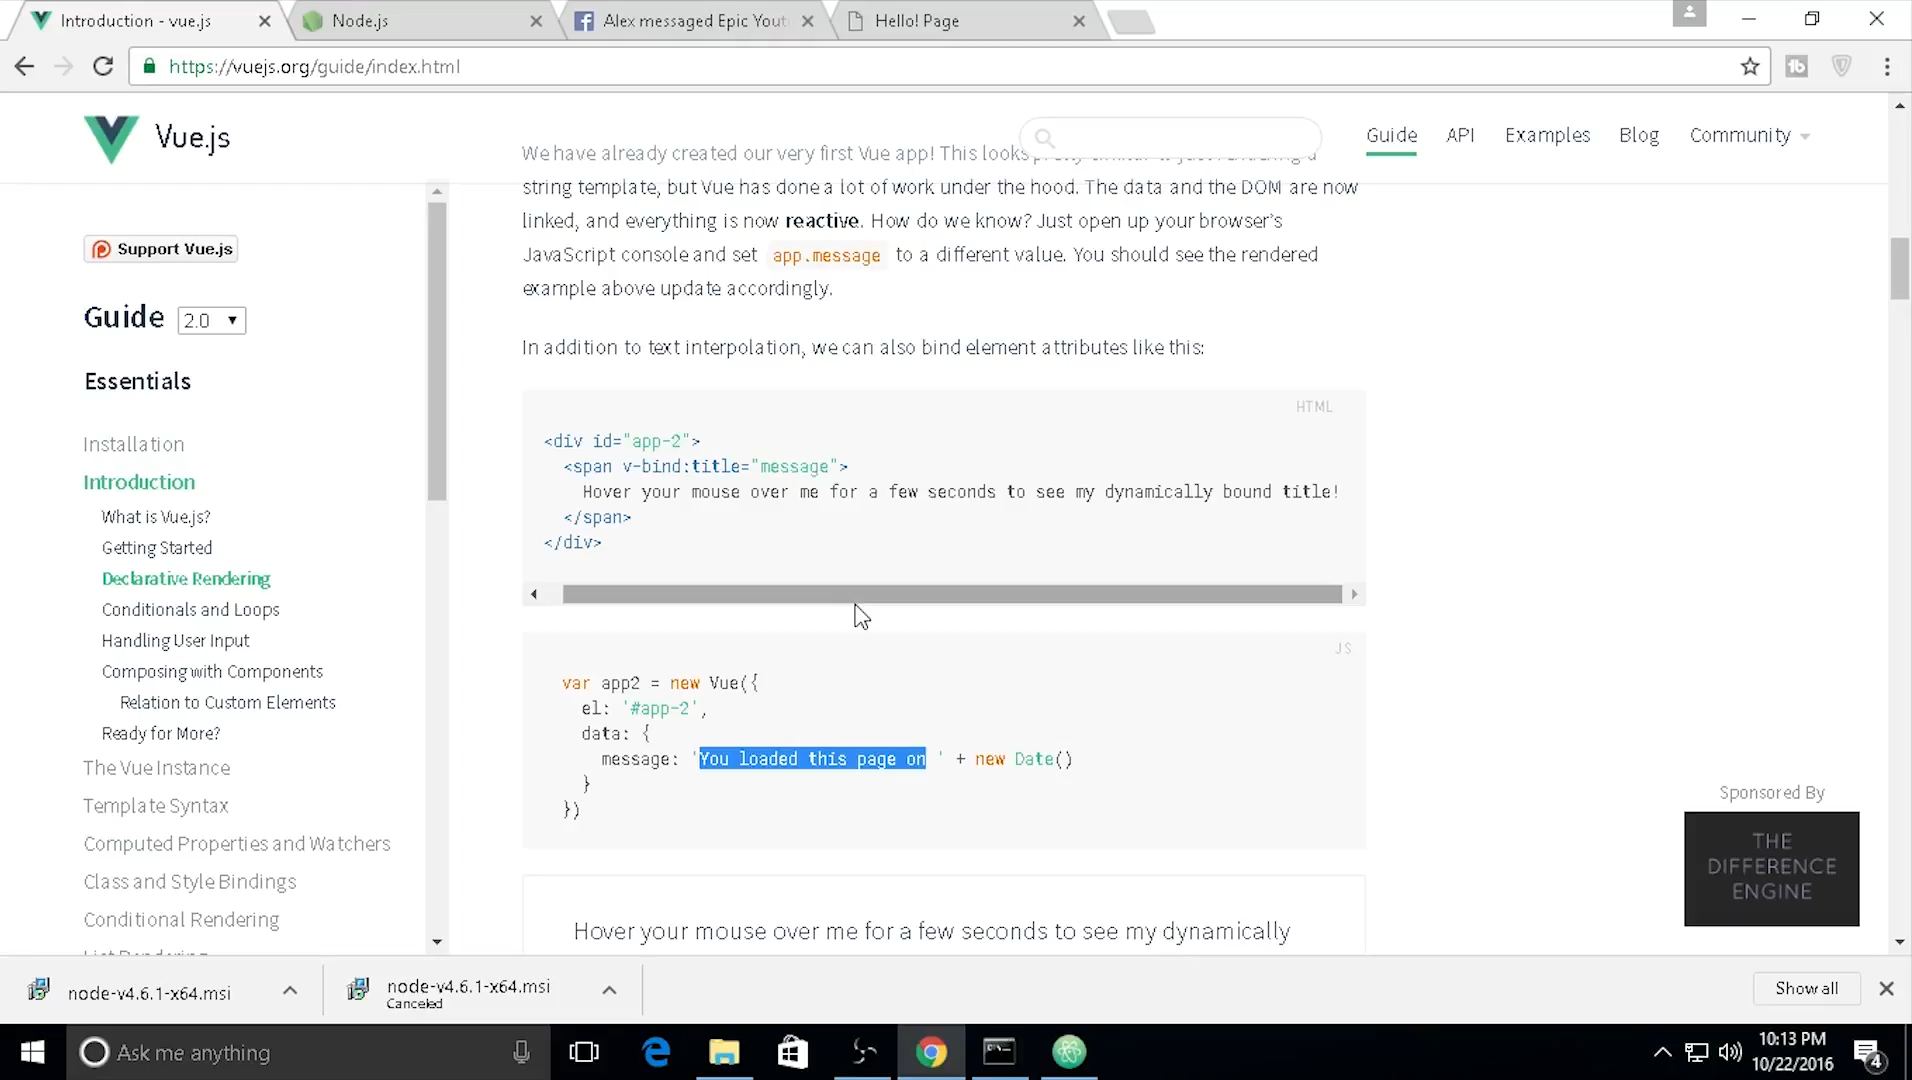 Introduction - vue.js
Node.js
Alex messaged Epic Yout
Hello! Page
https://vuejs.org/guide/index.html
Vue.js
Guide
API
Examples
Blog
Community
Support Vue.js
Guide
2.0
Essentials
Installation
Introduction
What is Vue.js?
Getting Started
Declarative Rendering
Conditionals and Loops
Handling User Input
Composing with Components
Relation to Custom Elements
Ready for More?
The Vue Instance
Template Syntax
Computed Properties and Watchers
Class and Style Bindings
Conditional Rendering
List Rendering
We have already created our very first Vue app! This looks
string template, but Vue has done a lot of work under the hood. The data and the DOM are now
linked, and everything is now reactive. How do we know? Just open up your browser's
JavaScript console and set app.message to a different value. You should see the rendered
example above update accordingly.
In addition to text interpolation, we can also bind element attributes like this:
HTML
<div id="app-2">
<span v-bind:title="message">
Hover your mouse over me for a few seconds to see my dynamically bound title!
</span>
</div>
JS
var app2 = new Vue({
el: '#app-2',
data: {
message: 'You loaded this page on ' + new Date()
}
})
Hover your mouse over me for a few seconds to see my dynamically
Sponsored By
THE
DIFFERENCE
ENGINE
node-v4.6.1-x64.msi
node-v4.6.1-x64.msi
Canceled
Show all
Ask me anything
10:13 PM
10/22/2016
4